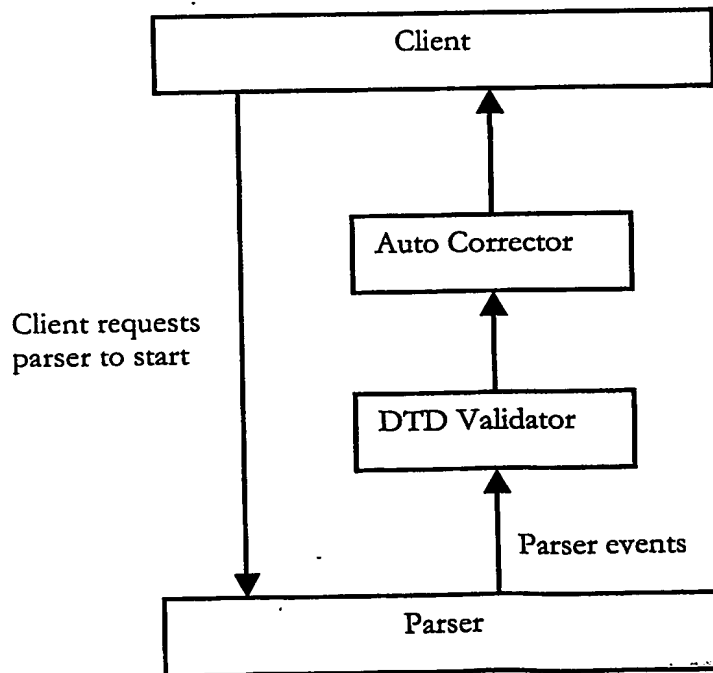 Client
Auto Corrector
Client requests
parser to start
DTD Validator
Parser events
Parser